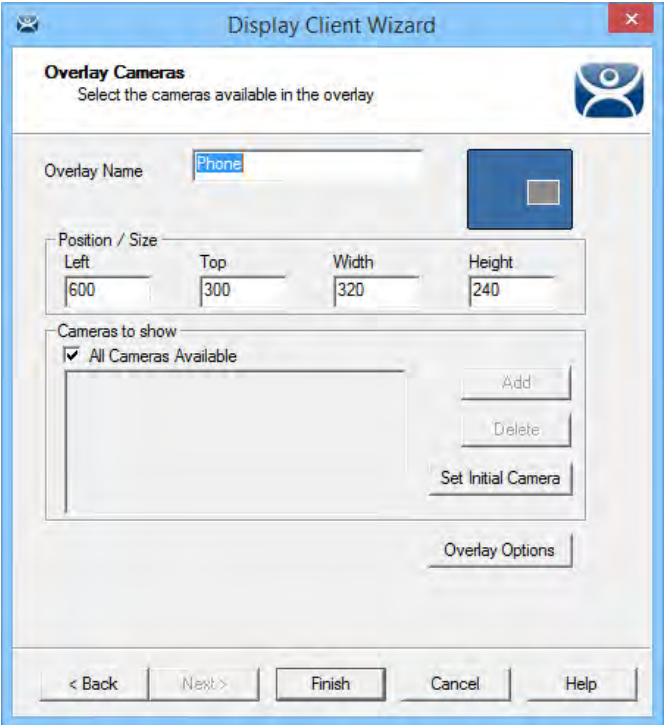 Display Client Wizard
Overlay Cameras
Select the cameras available in the overlay
Overlay Name
Phone
Position / Size
Left Top Width Height
600 300 320 240
Cameras to show
All Cameras Available
Add
Delete
Set Initial Camera
Overlay Options
< Back Next > Finish Cancel Help